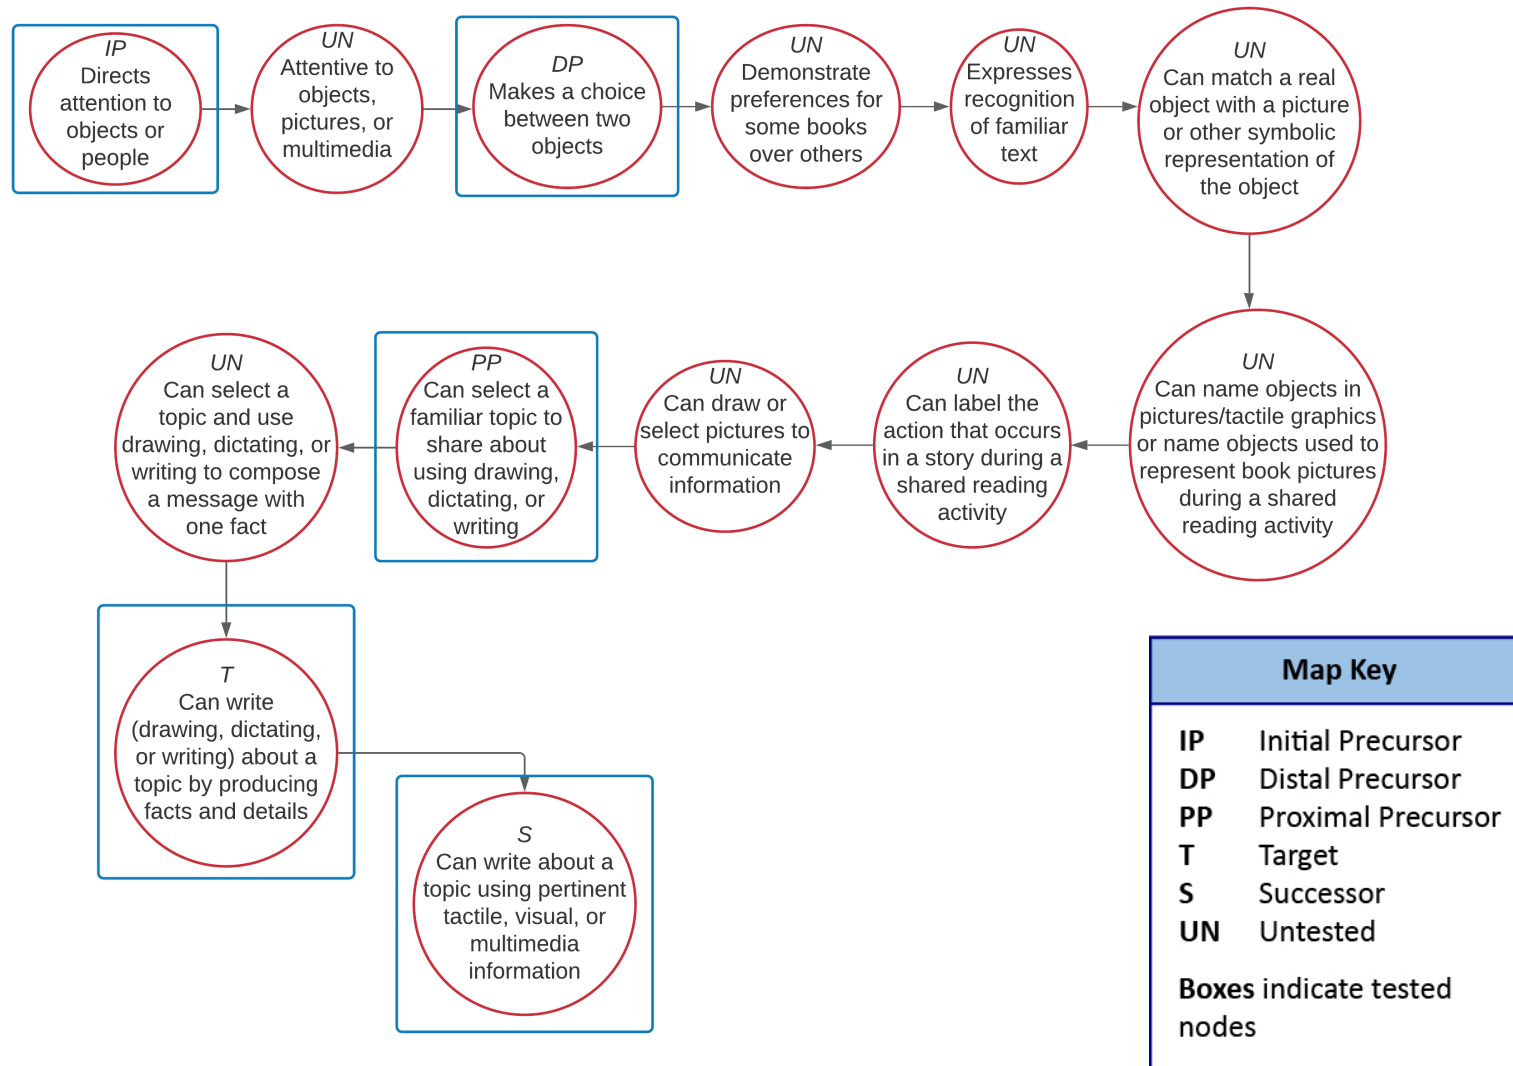 IP
Directs
attention to
objects or
people
UN
Attentive to
objects,
pictures, or
multimedia
DP
Makes a choice
between two
objects
UN
Demonstrate
preferences for
some books
over others
UN
Expresses
recognition
of familiar
text
UN
Can match a real
object with a picture
or other symbolic
representation of
the object
UN
Can name objects in
pictures/tactile graphics
or name objects used to
represent book pictures
during a shared
reading activity
UN
Can label the
action that occurs
in a story during a
shared reading
activity
UN
Can draw or
select pictures to
communicate
information
PP
Can select a
familiar topic to
share about
using drawing,
dictating, or
writing
UN
Can select a
topic and use
drawing, dictating, or
writing to compose
a message with
one fact
T
Can write
(drawing, dictating,
or writing) about a
topic by producing
facts and details
S
Can write about a
topic using pertinent
tactile, visual, or
multimedia
information
Map Key
IP Initial Precursor
DP Distal Precursor
PP Proximal Precursor
T Target
S Successor
UN Untested
Boxes indicate tested
nodes